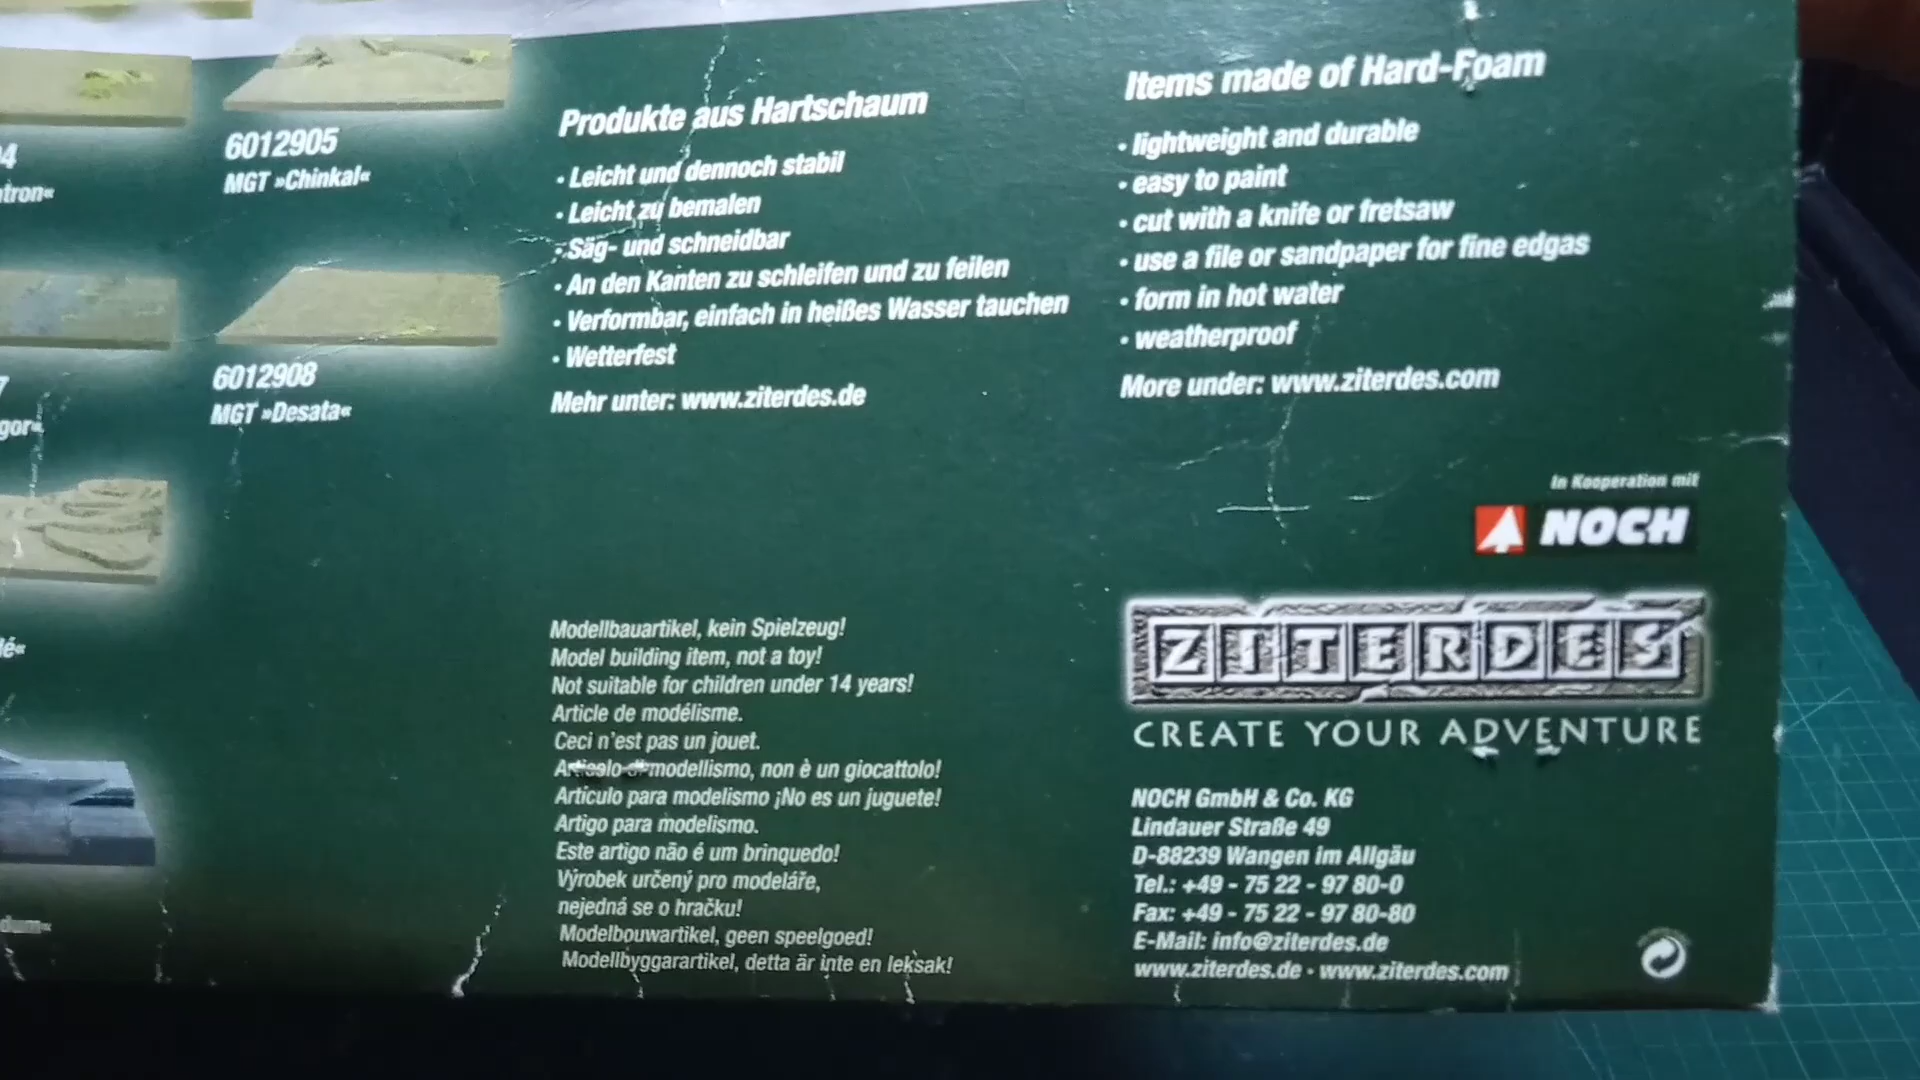 4
tron«
6012905
MGT »Chinkal«
7
gor«
6012908
MGT »Desata«
lé«
dum«
Produkte aus Hartschaum
• Leicht und dennoch stabil
• Leicht zu bemalen
• Säg- und schneidbar
• An den Kanten zu schleifen und zu feilen
• Verformbar, einfach in heißes Wasser tauchen
• Wetterfest
Mehr unter: www.ziterdes.de
Items made of Hard-Foam
• lightweight and durable
• easy to paint
• cut with a knife or fretsaw
• use a file or sandpaper for fine edgas
• form in hot water
• weatherproof
More under: www.ziterdes.com
Modellbauartikel, kein Spielzeug!
Model building item, not a toy!
Not suitable for children under 14 years!
Article de modélisme.
Ceci n'est pas un jouet.
modellismo, non è un giocattolo!
Artículo para modelismo ¡No es un juguete!
Artigo para modelismo.
Este artigo não é um brinquedo!
Výrobek určený pro modeláře,
nejedná se o hračku!
Modelbouwartikel, geen speelgoed!
Modellbyggarartikel, detta är inte en leksak!
In Kooperation mit
NOCH
ZITERDES
CREATE YOUR ADVENTURE
NOCH GmbH & Co. KG
Lindauer Straße 49
D-88239 Wangen im Allgäu
Tel.: +49 - 75 22 - 97 80-0
Fax: +49 - 75 22 - 97 80-80
E-Mail: info@ziterdes.de
www.ziterdes.de • www.ziterdes.com